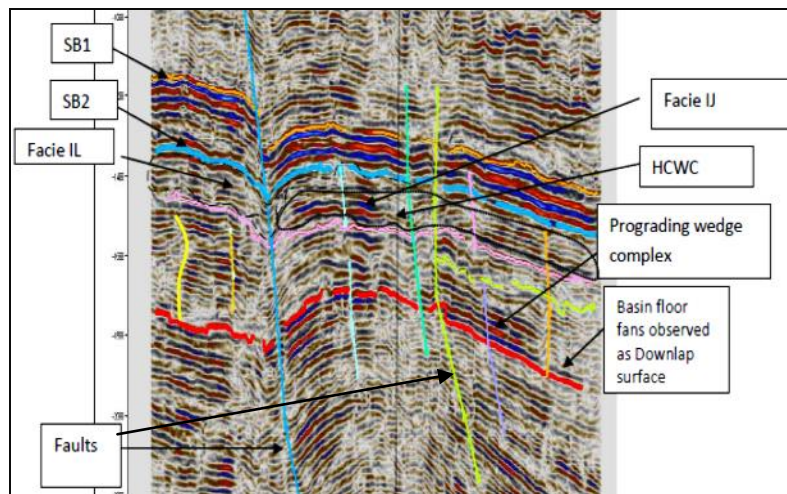 SB1
SB2
Facie IL
Facie IJ
HCWC
Prograding wedge
complex
Basin floor
fans observed
as Downlap
surface
Faults